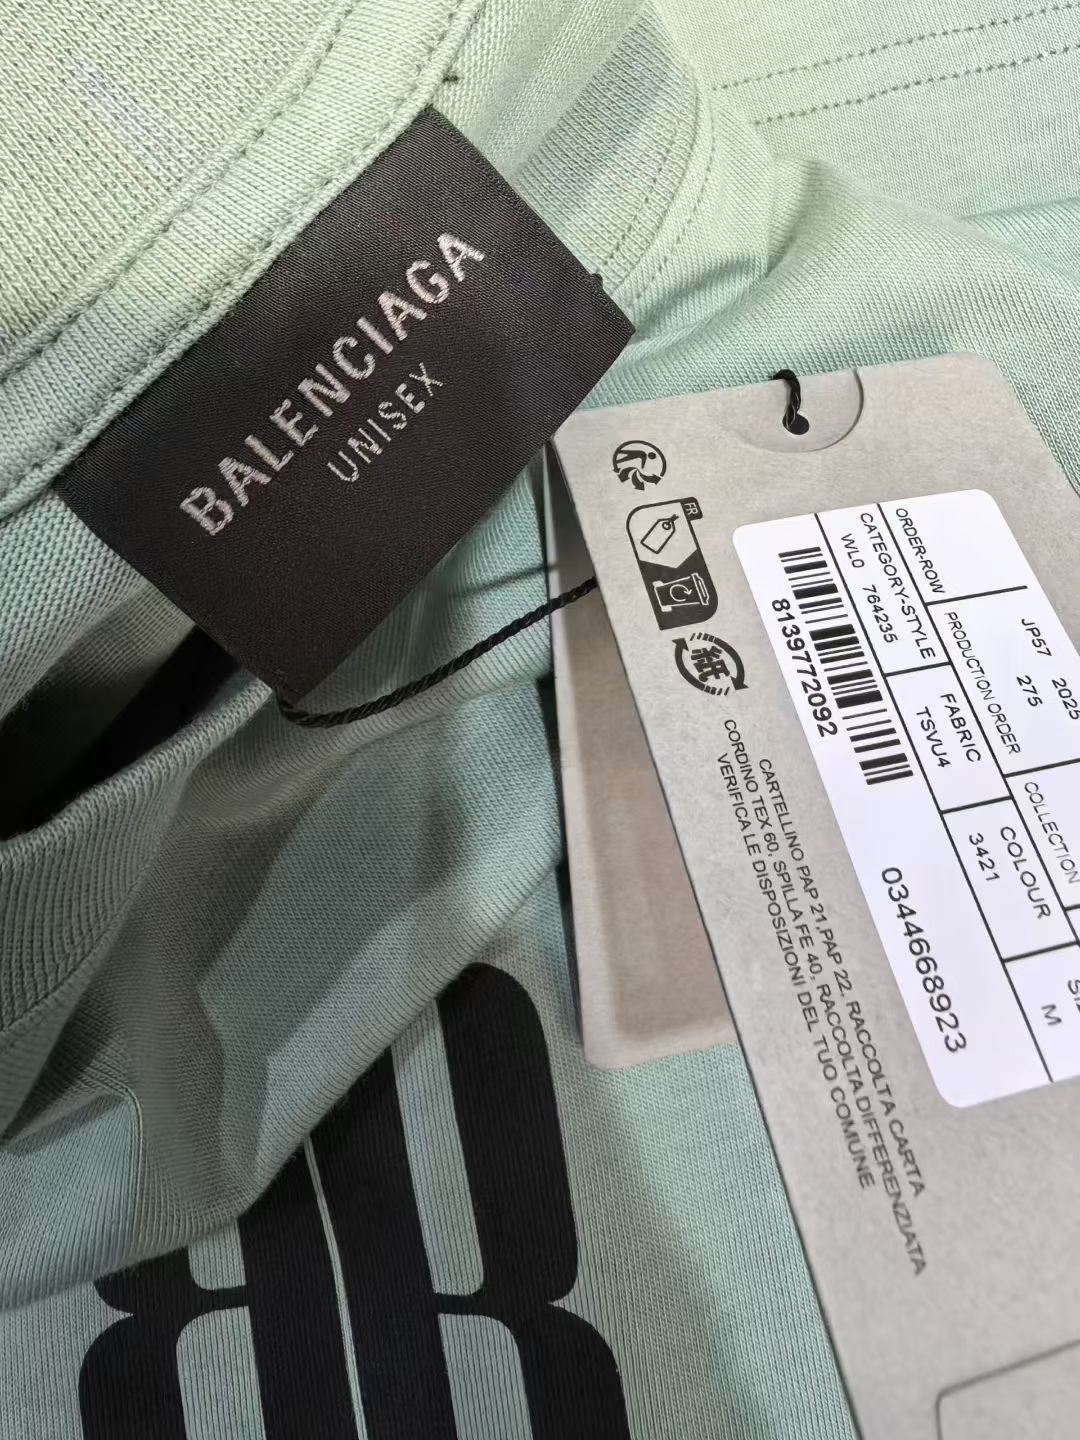 BALENCIAGA
UNISEX
FR
紙
ORDER-ROW
JP57 2025
CATEGORY-STYLE
PRODUCTION ORDER
275
WL0 764235
FABRIC
COLLECTION
TSVU4
COLOUR
3421
M
8139772092
0344668923
CARTELLINO PAP 21, PAP 22, RACCOLTA CARTA
CORDINO TEX 60, SPILLA FE 40, RACCOLTA DIFFERENZIATA
VERIFICA LE DISPOSIZIONI DEL TUO COMUNE